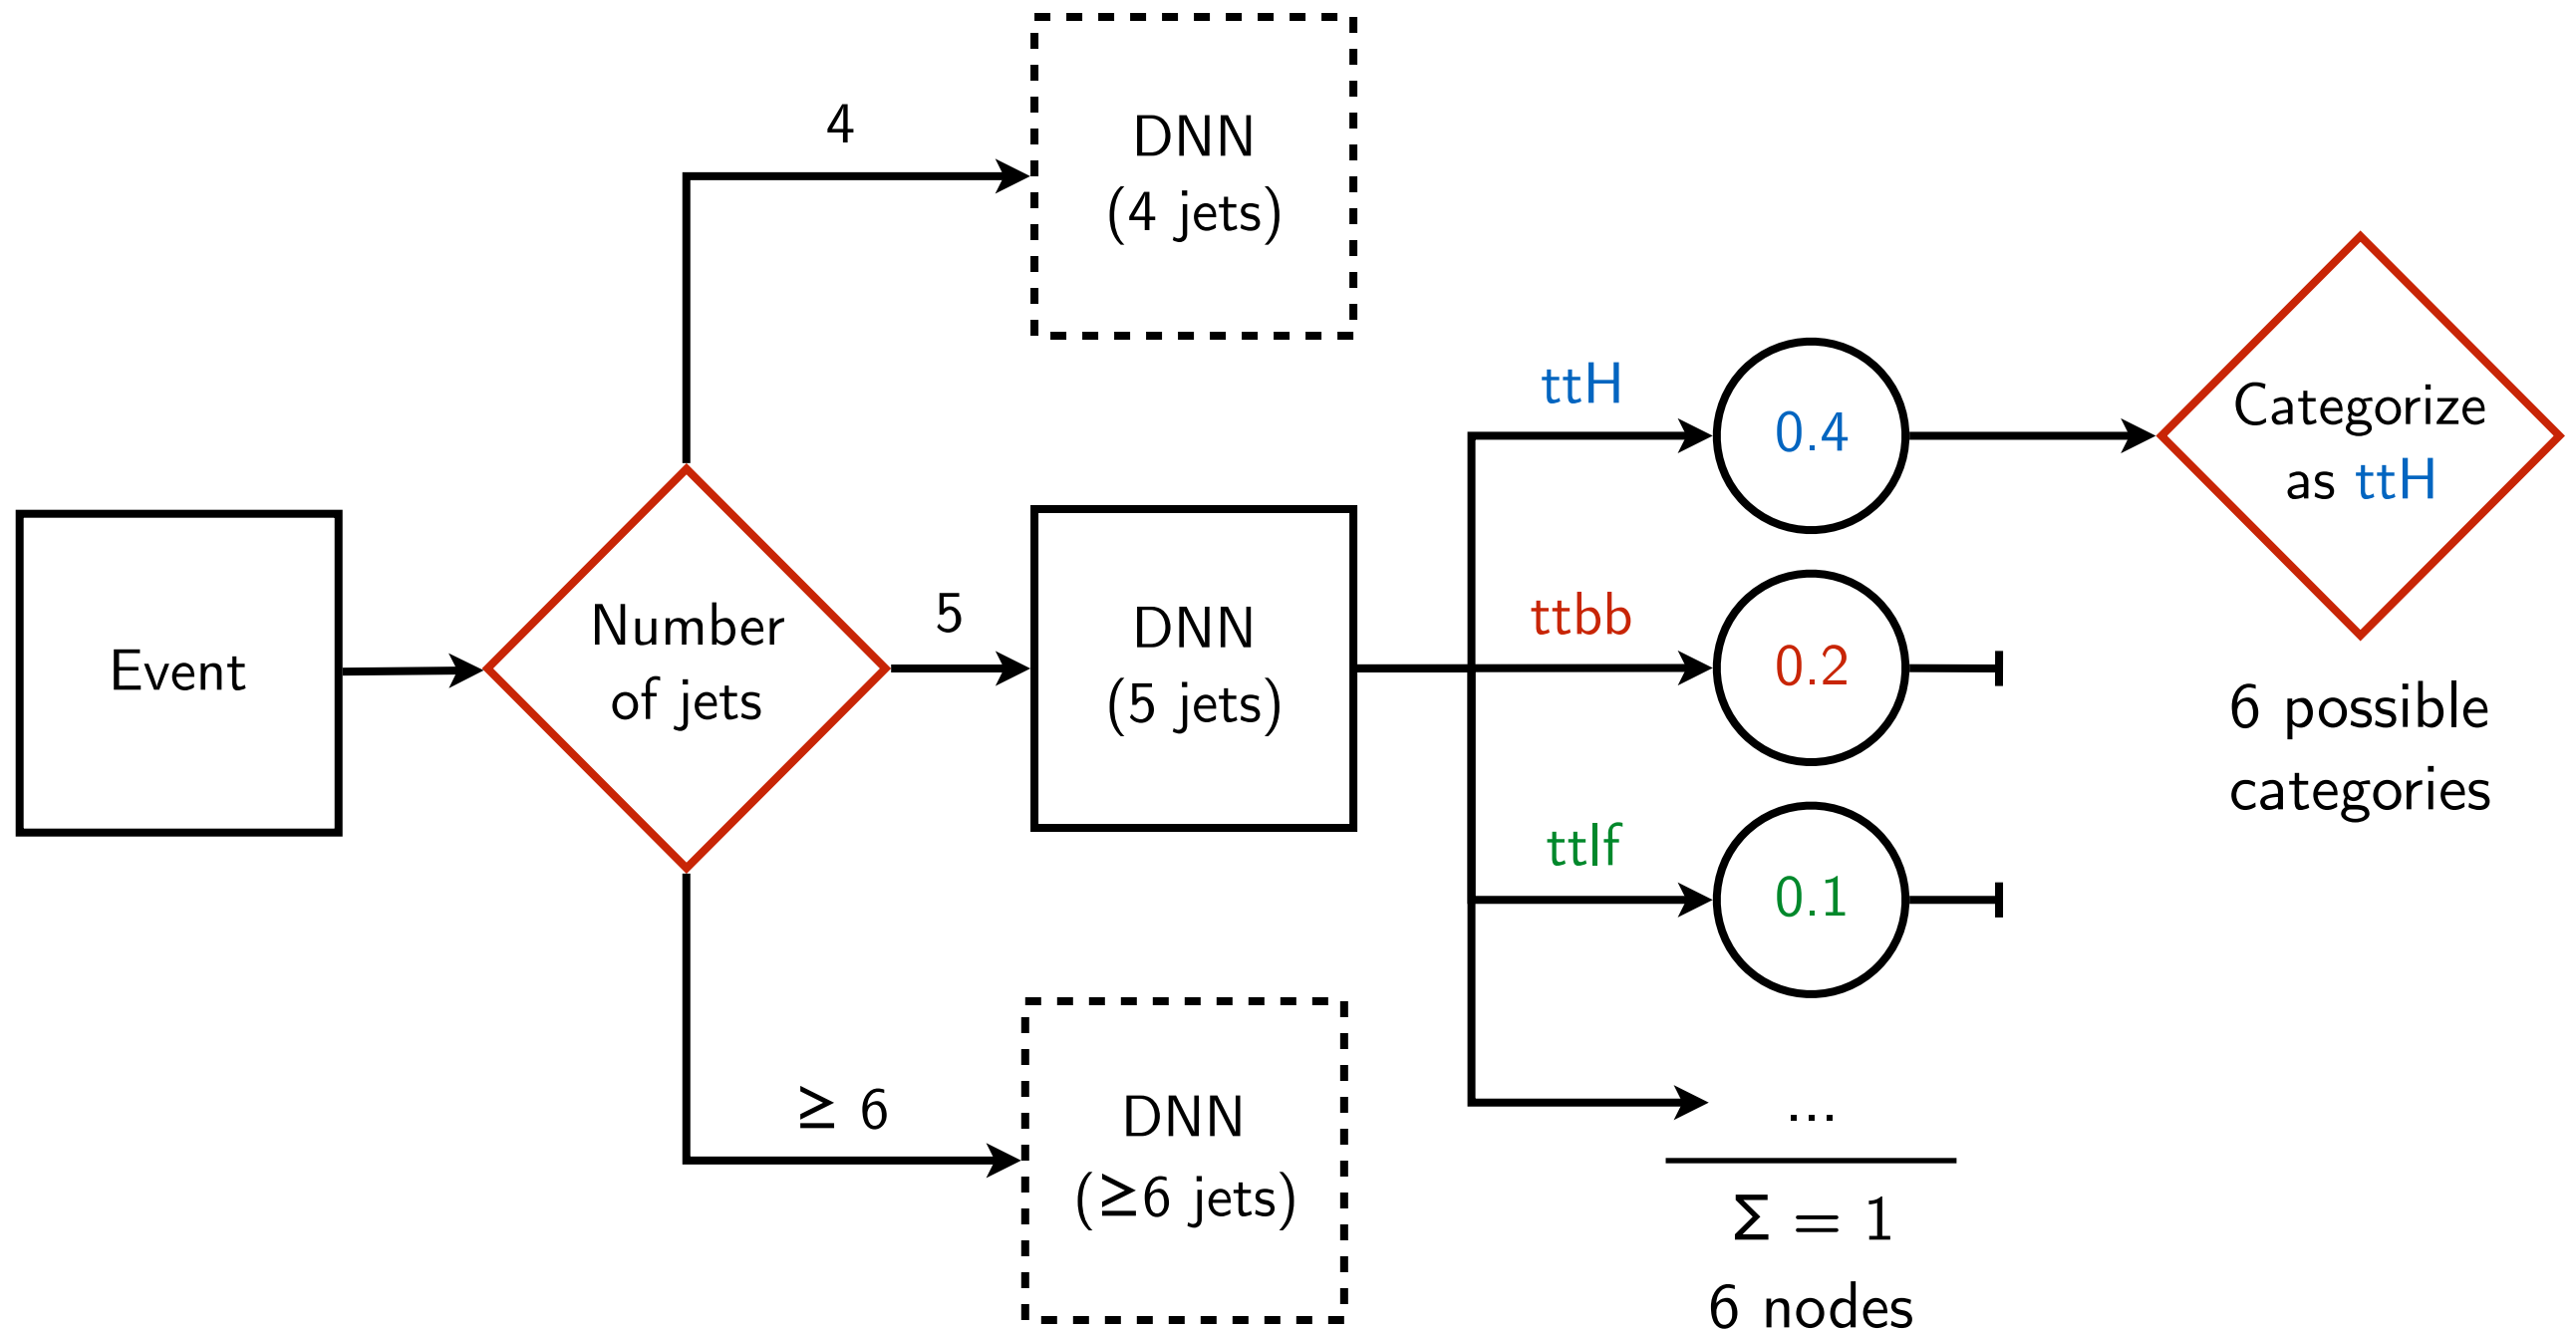 Event
Number
of jets
4
5
≥ 6
DNN
(4 jets)
DNN
(5 jets)
DNN
(≥6 jets)
ttH
0.4
ttbb
0.2
ttlf
0.1
...
Σ = 1
6 nodes
Categorize
as ttH
6 possible
categories